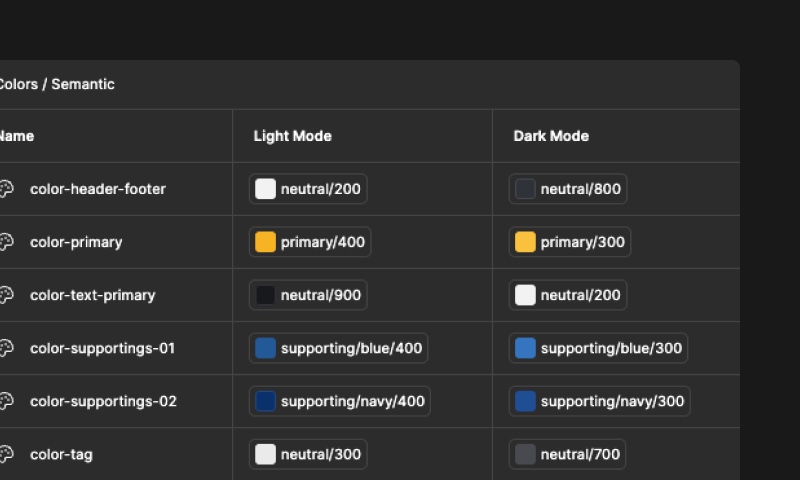 Colors / Semantic
Name Light Mode Dark Mode
color-header-footer neutral/200 neutral/800
color-primary primary/400 primary/300
color-text-primary neutral/900 neutral/200
color-supportings-01 supporting/blue/400 supporting/blue/300
color-supportings-02 supporting/navy/400 supporting/navy/300
color-tag neutral/300 neutral/700